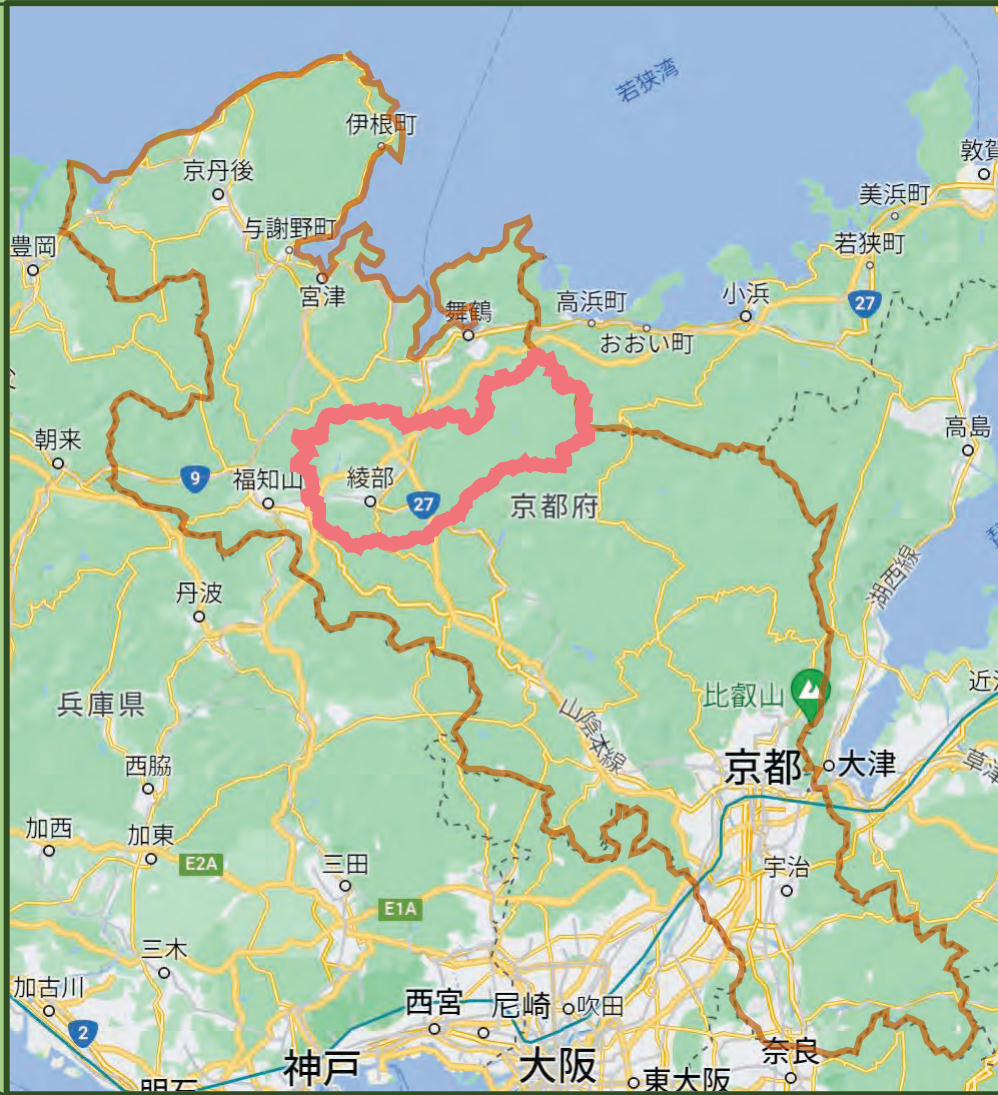 若狭湾
伊根町
敦賀
京丹後
美浜町
与謝野町
若狭町
豊岡
宮津
小浜
27
舞鶴
高浜町
おおい町
高島
朝来
9
福知山
綾部
27
京都府
湖西線
丹波
比叡山
近江
兵庫県
山陰本線
西脇
京都
大津
草津
加西
加東
E2A
三田
宇治
E1A
三木
加古川
西宮
尼崎
吹田
2
神戸
大阪
奈良
明石
東大阪